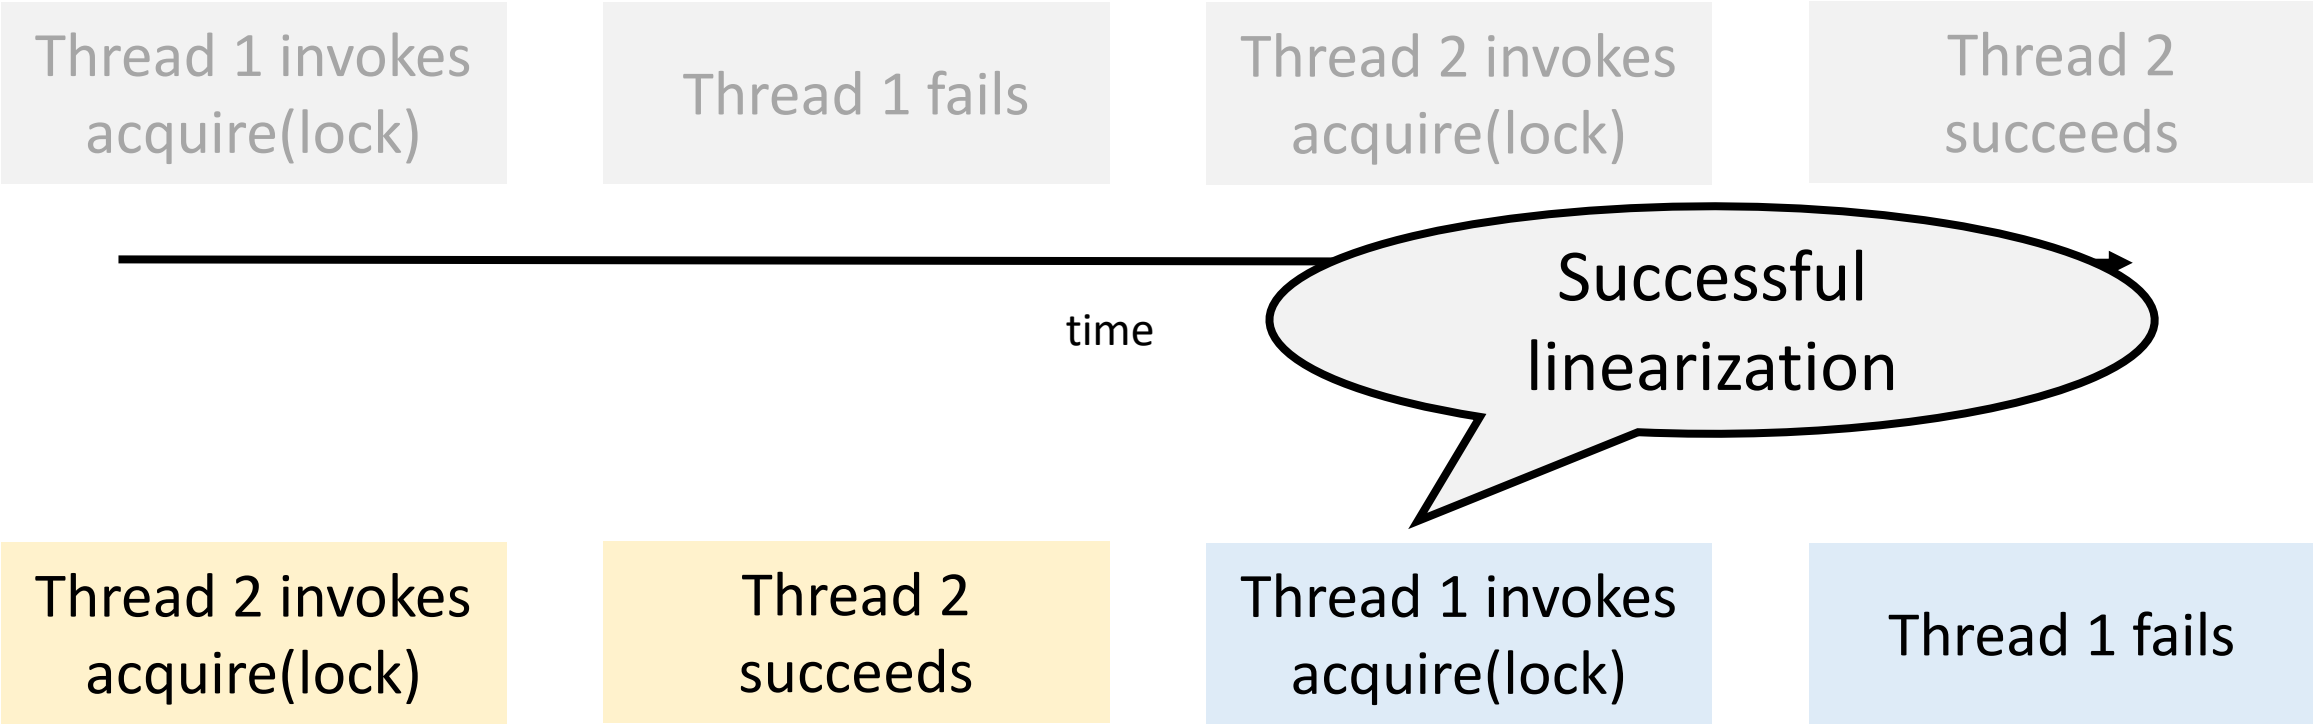 Thread 1 invokes
acquire(lock)
Thread 1 fails
Thread 2 invokes
acquire(lock)
Thread 2
succeeds
time
Successful
linearization
Thread 2 invokes
acquire(lock)
Thread 2
succeeds
Thread 1 invokes
acquire(lock)
Thread 1 fails